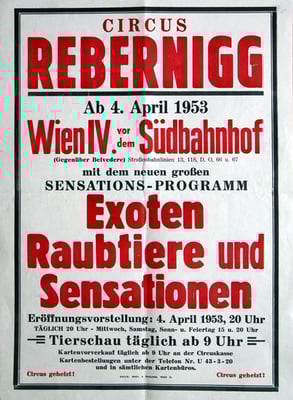 CIRCUS
REBERNIGG
Ab 4. April 1953
Wien IV. vor dem Südbahnhof
(Gegenüber Belvedere) Straßenbahnlinien 13, 118, D, O, 66 u. 67
mit dem neuen großen
SENSATIONS-PROGRAMM
Exoten
Raubtiere und
Sensationen
Eröffnungsvorstellung: 4. April 1953, 20 Uhr
TÄGLICH 20 Uhr - Mittwoch, Samstag, Sonn- u. Feiertag 15 u. 20 Uhr
Tierschau täglich ab 9 Uhr
Kartenvorverkauf täglich ab 9 Uhr an der Circuskasse
Kartenbestellungen unter der Telefon Nr. U 43-3-20
Circus geheizt! und in sämtlichen Kartenbüros. Circus geheizt!